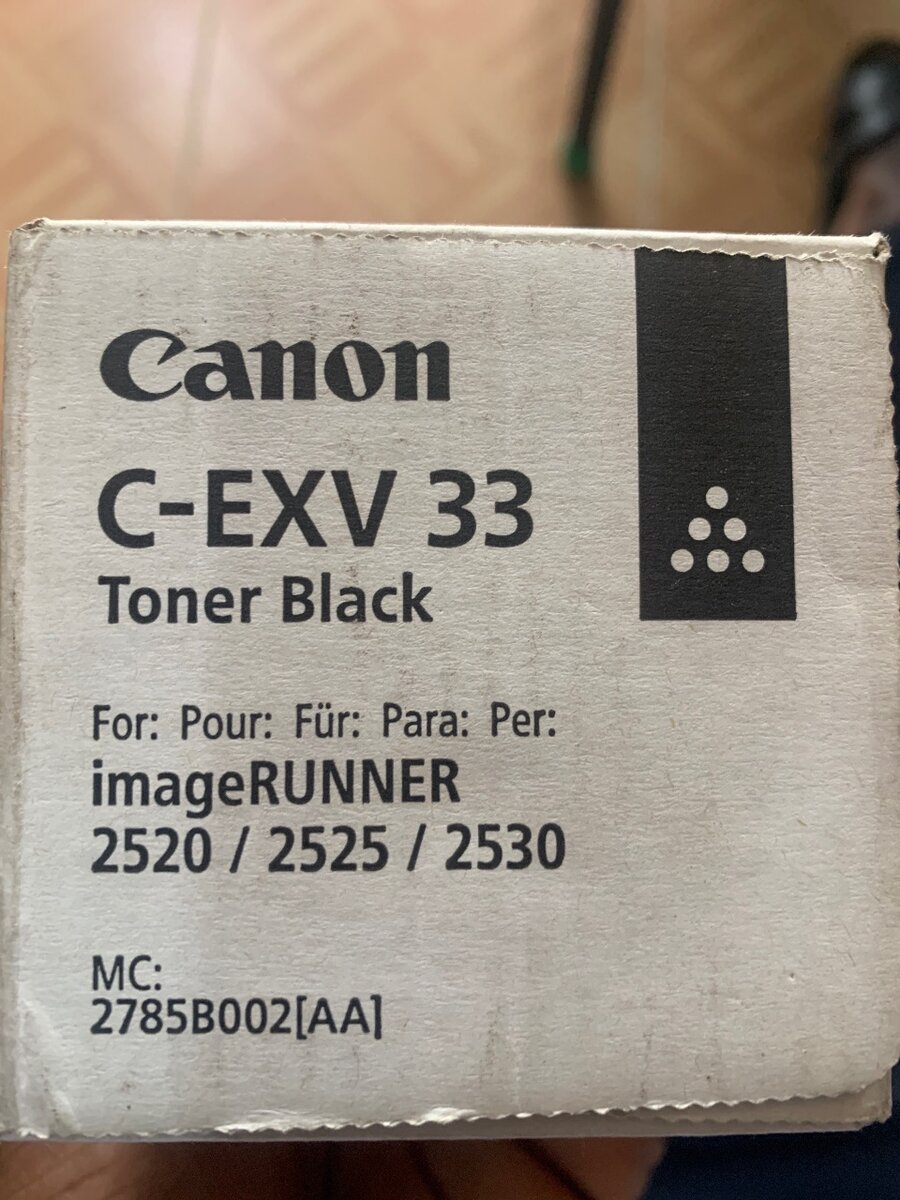 Canon
C-EXV 33
Toner Black
For: Pour: Für: Para: Per:
imageRUNNER
2520 / 2525 / 2530
MC:
2785B002[AA]